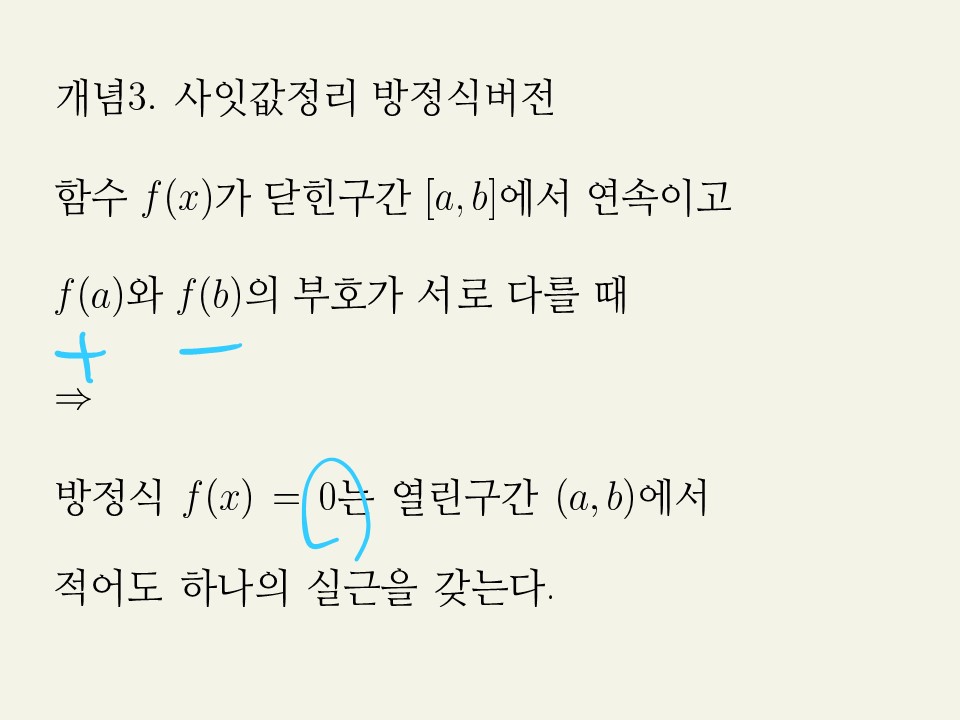 개념3. 사잇값정리 방정식버전
함수 f(x)가 닫힌구간 [a, b]에서 연속이고
f(a)와 f(b)의 부호가 서로 다를 때
+ −
⇒
방정식 f(x) = 0는 열린구간 (a, b)에서
적어도 하나의 실근을 갖는다.